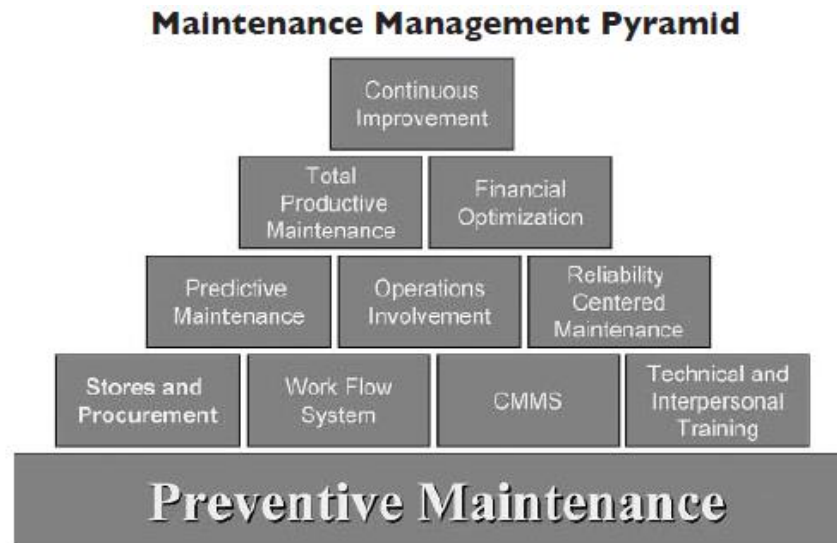 Maintenance Management Pyramid
Continuous
Improvement
Total
Productive
Maintenance
Financial
Optimization
Predictive
Maintenance
Operations
Involvement
Reliability
Centered
Maintenance
Stores and
Procurement
Work Flow
System
CMMS
Technical and
Interpersonal
Training
Preventive Maintenance